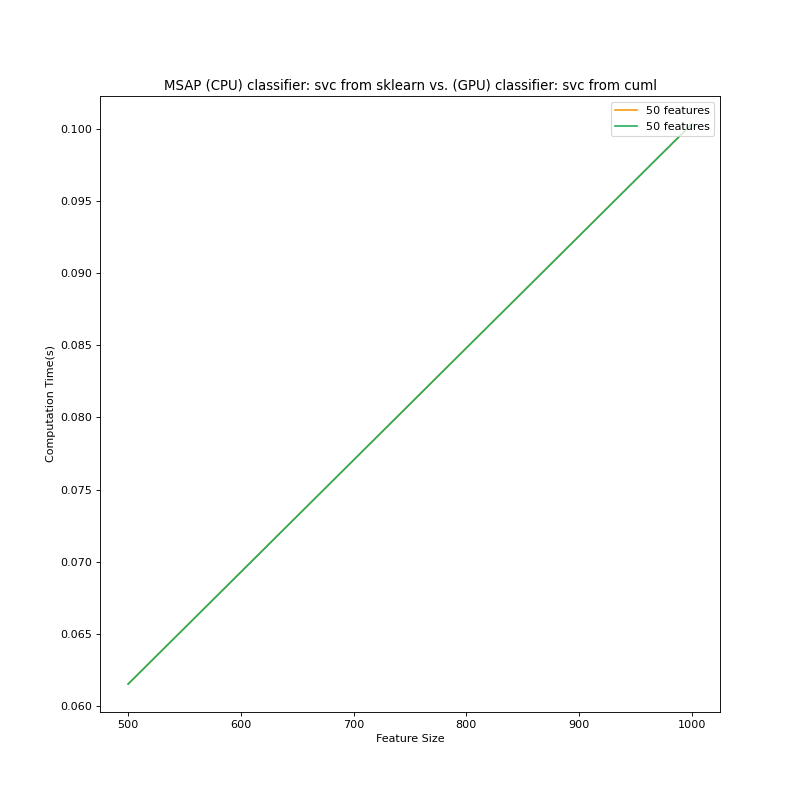 MSAP (CPU) classifier: svc from sklearn vs. (GPU) classifier: svc from cuml
50 features
50 features
0.100
0.095
0.090
0.085
0.080
0.075
0.070
0.065
0.060
Computation Time(s)
500 600 700 800 900 1000
Feature Size